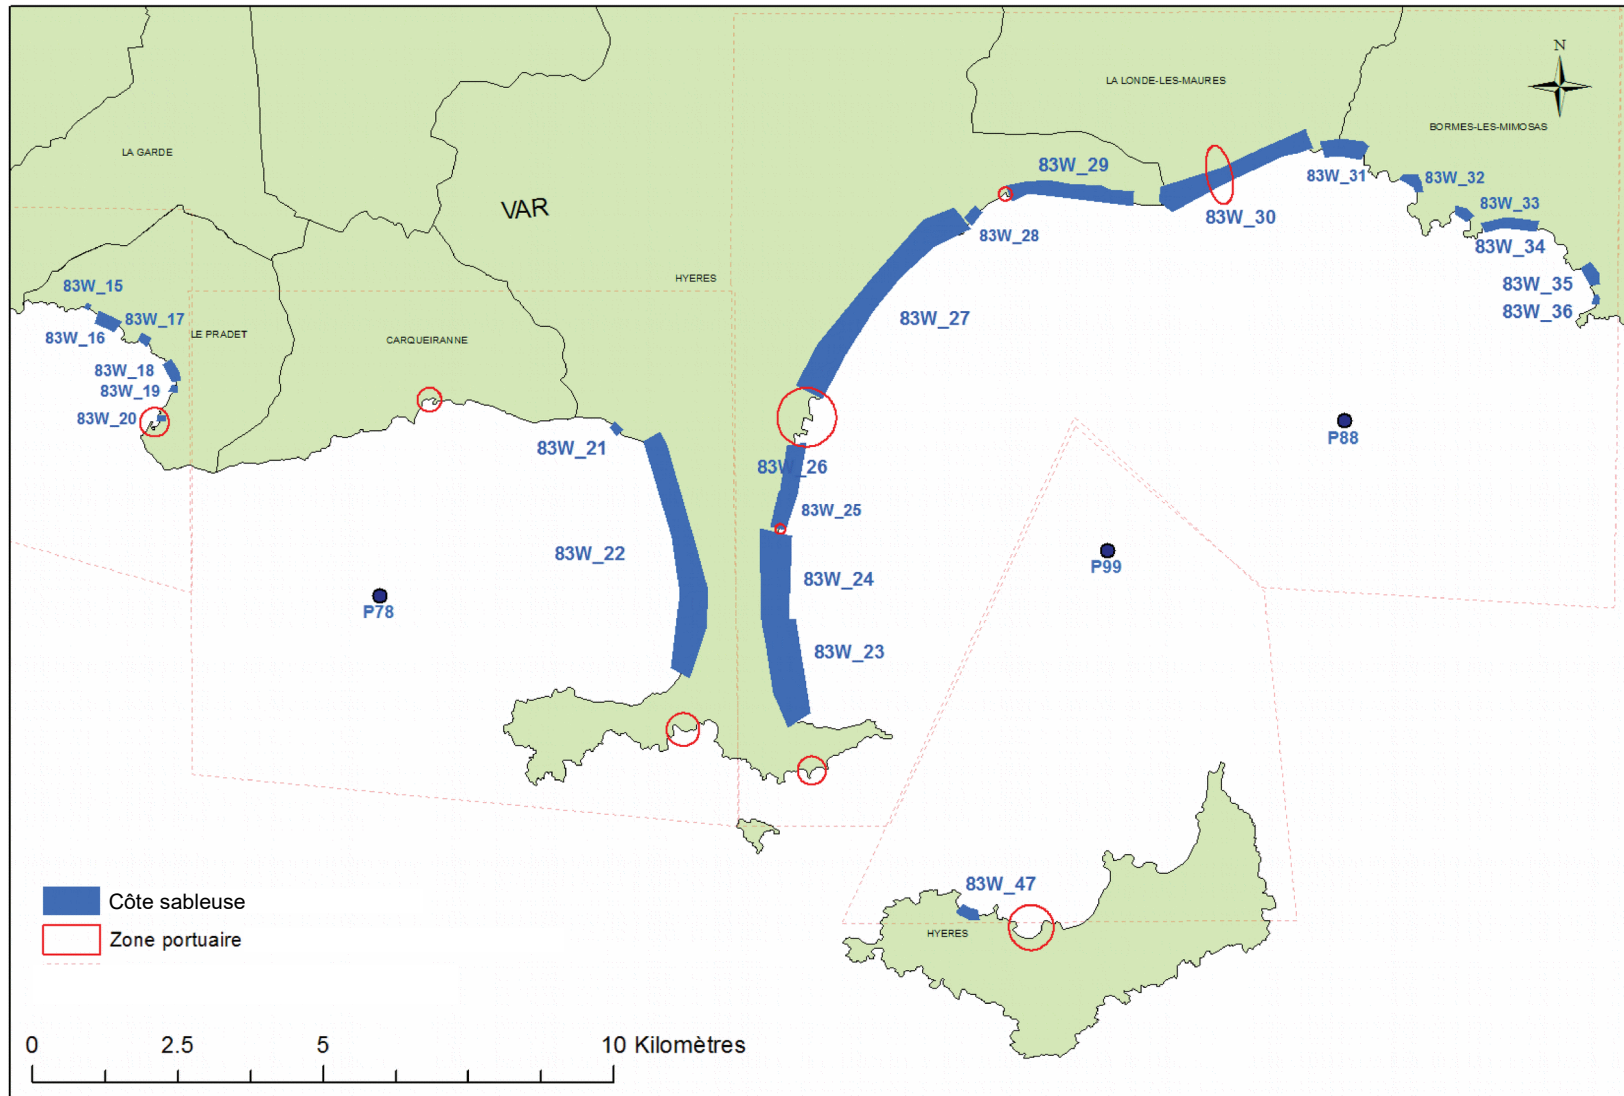 N
LA LONDE-LES-MAURES
BORMES-LES-MIMOSAS
LA GARDE
83W_29
83W_31
83W_32
VAR
83W_30
83W_33
83W_28
83W_34
HYERES
83W_15
83W_35
83W_17
83W_27
83W_36
83W_16
LE PRADET
CARQUEIRANNE
83W_18
83W_19
83W_20
P88
83W_21
83W_26
83W_25
83W_22
P99
83W_24
P78
83W_23
83W_47
HYERES
Côte sableuse
Zone portuaire
0 2.5 5 10 Kilomètres